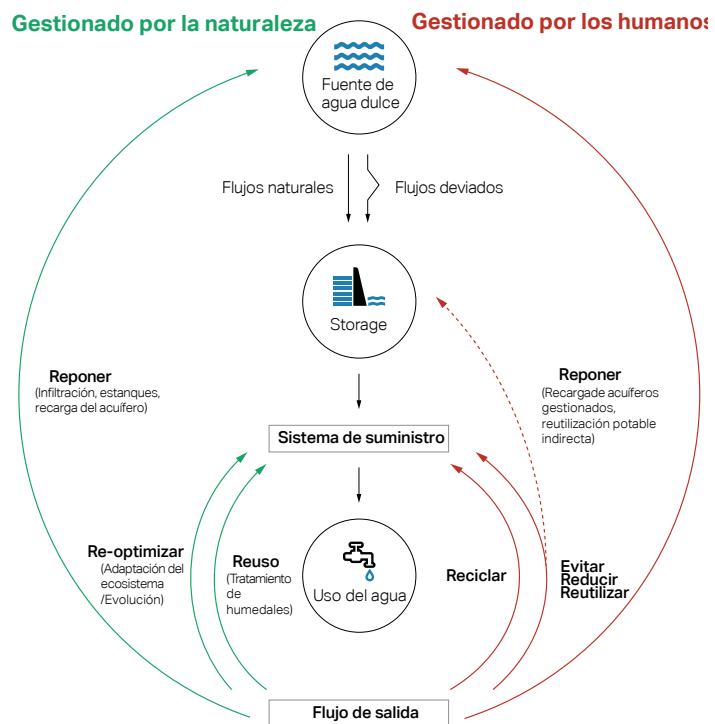 Gestionado por la naturaleza
Gestionado por los humanos
Fuente de
agua dulce
Flujos naturales
Flujos deviados
Storage
Reponer
(Infiltración, estanques,
recarga del acuífero)
Reponer
(Recargade acuíferos
gestionados,
reutilización potable
indirecta)
Sistema de suministro
Re-optimizar
(Adaptación del
ecosistema
/Evolución)
Reuso
(Tratamiento
de
humedales)
Uso del agua
Reciclar
Evitar
Reducir
Reutilizar
Flujo de salida